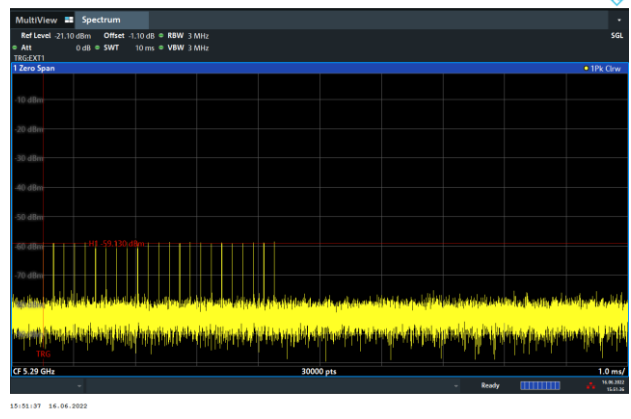 MultiView Spectrum
Ref Level -21.10 dBm Offset -1.10 dB RBW 3 MHz SGL
Att 0 dB SWT 10 ms VBW 3 MHz
TRG:EXT1
1 Zero Span 1Pk Clrw
-10 dBm
-20 dBm
-30 dBm
-40 dBm
-50 dBm
H1 -59.130 dBm
-60 dBm
-70 dBm
TRG
CF 5.29 GHz 30000 pts 1.0 ms/
Ready 16.06.2022
15:51:36
15:51:37 16.06.2022